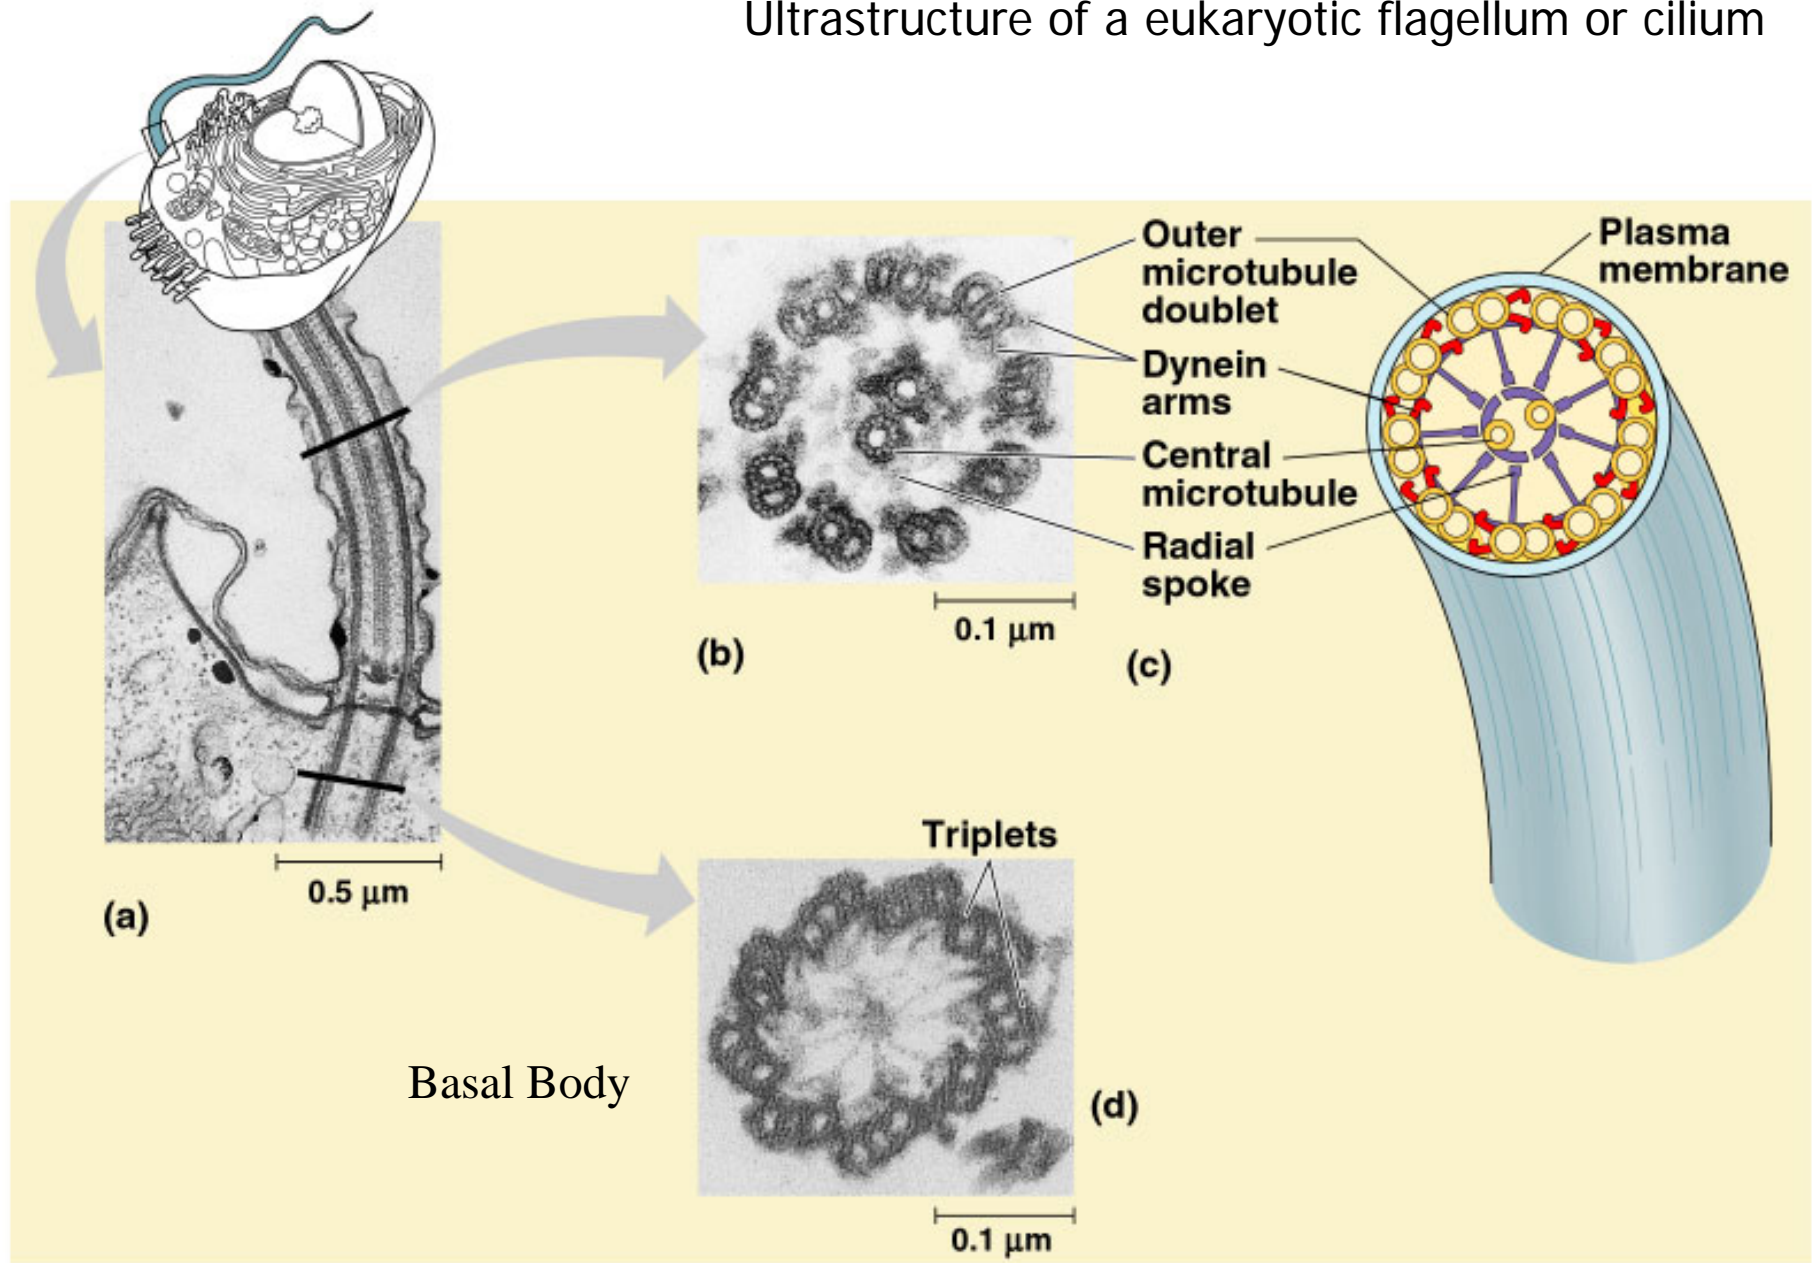 Ultrastructure of a eukaryotic flagellum or cilium
Outer
microtubule
doublet
Dynein
arms
Central
microtubule
Radial
spoke
Plasma
membrane
0.1 µm
(b)
(c)
0.5 µm
(a)
Triplets
Basal Body
(d)
0.1 µm